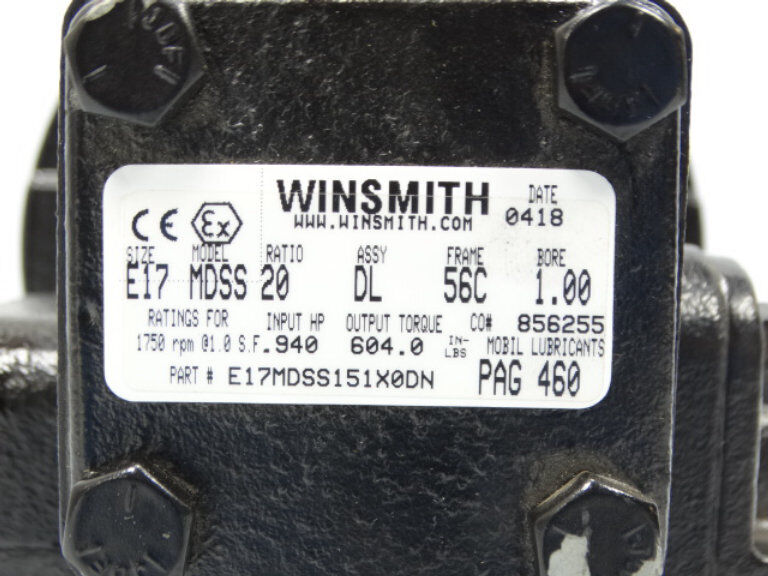 WINSMITH DATE
CE Ex WWW.WINSMITH.COM 0418
SIZE MODEL RATIO ASSY FRAME BORE
E17 MDSS 20 DL 56C 1.00
RATINGS FOR INPUT HP OUTPUT TORQUE CO# 856255
1750 rpm @1.0 S.F. .940 604.0 IN-LBS MOBIL LUBRICANTS
PART # E17MDSS151X0DN PAG 460